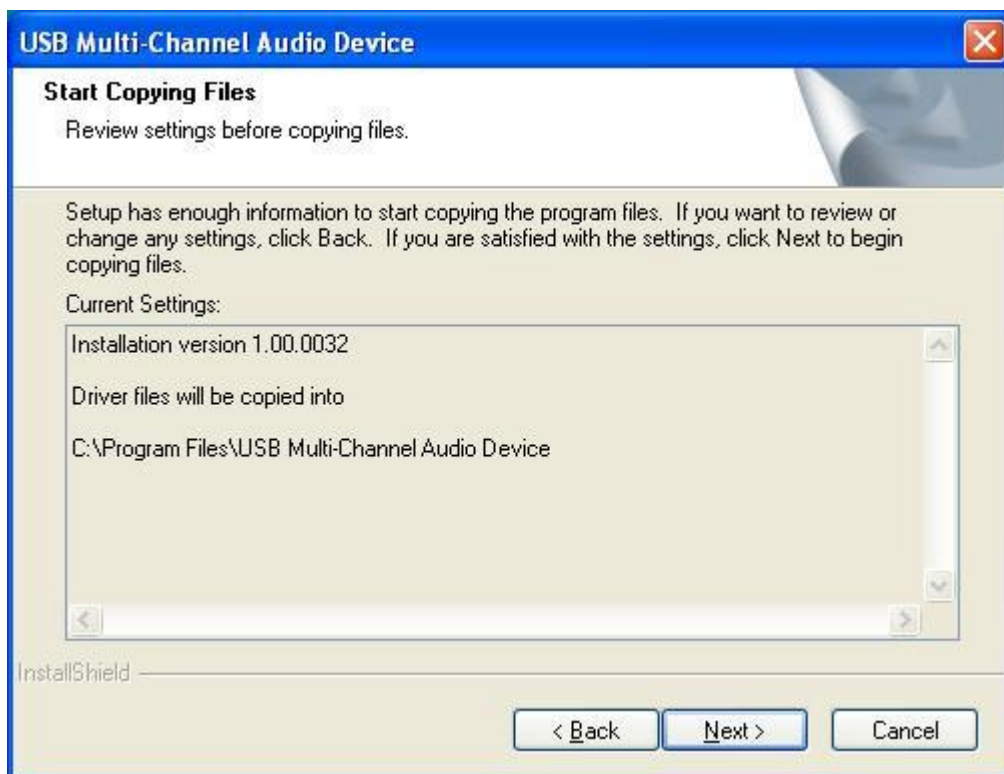 USB Multi-Channel Audio Device
Start Copying Files
Review settings before copying files.
Setup has enough information to start copying the program files.  If you want to review or
change any settings, click Back.  If you are satisfied with the settings, click Next to begin
copying files.
Current Settings:
Installation version 1.00.0032
Driver files will be copied into
C:\Program Files\USB Multi-Channel Audio Device
InstallShield
< Back
Next >
Cancel